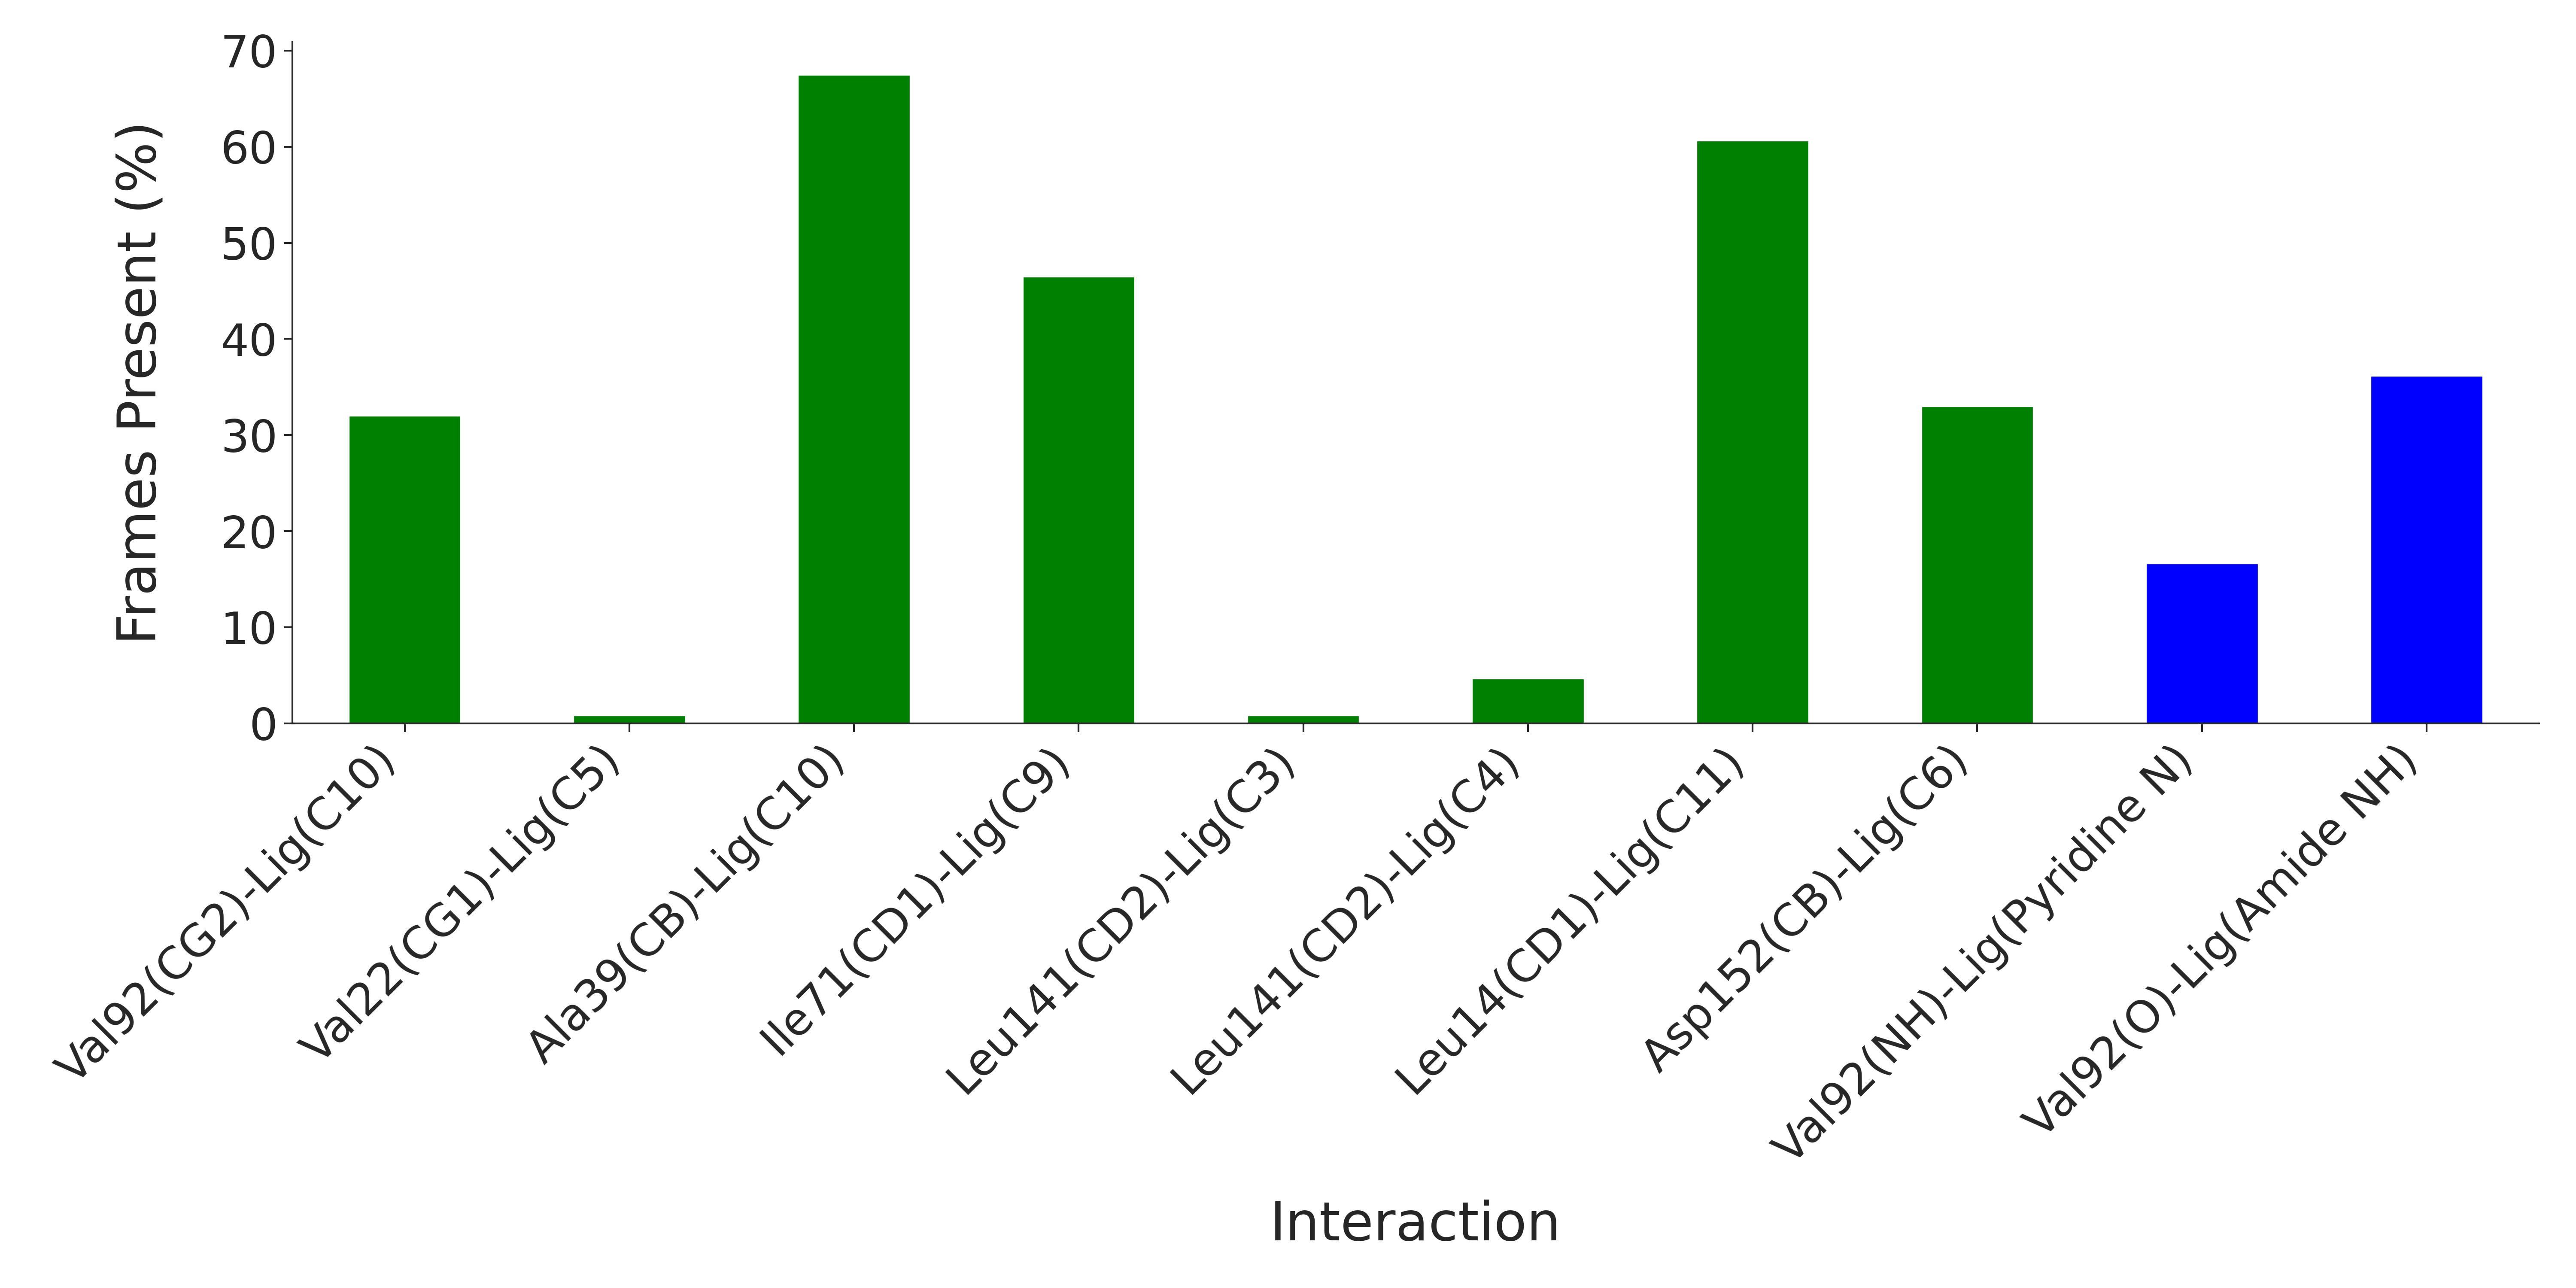 Frames Present (%)
70
60
50
40
30
20
10
0
Val92(CG2)-Lig(C10)
Val22(CG1)-Lig(C5)
Ala39(CB)-Lig(C10)
Ile71(CD1)-Lig(C9)
Leu141(CD2)-Lig(C3)
Leu141(CD2)-Lig(C4)
Leu14(CD1)-Lig(C11)
Asp152(CB)-Lig(C6)
Val92(NH)-Lig(Pyridine N)
Val92(O)-Lig(Amide NH)
Interaction